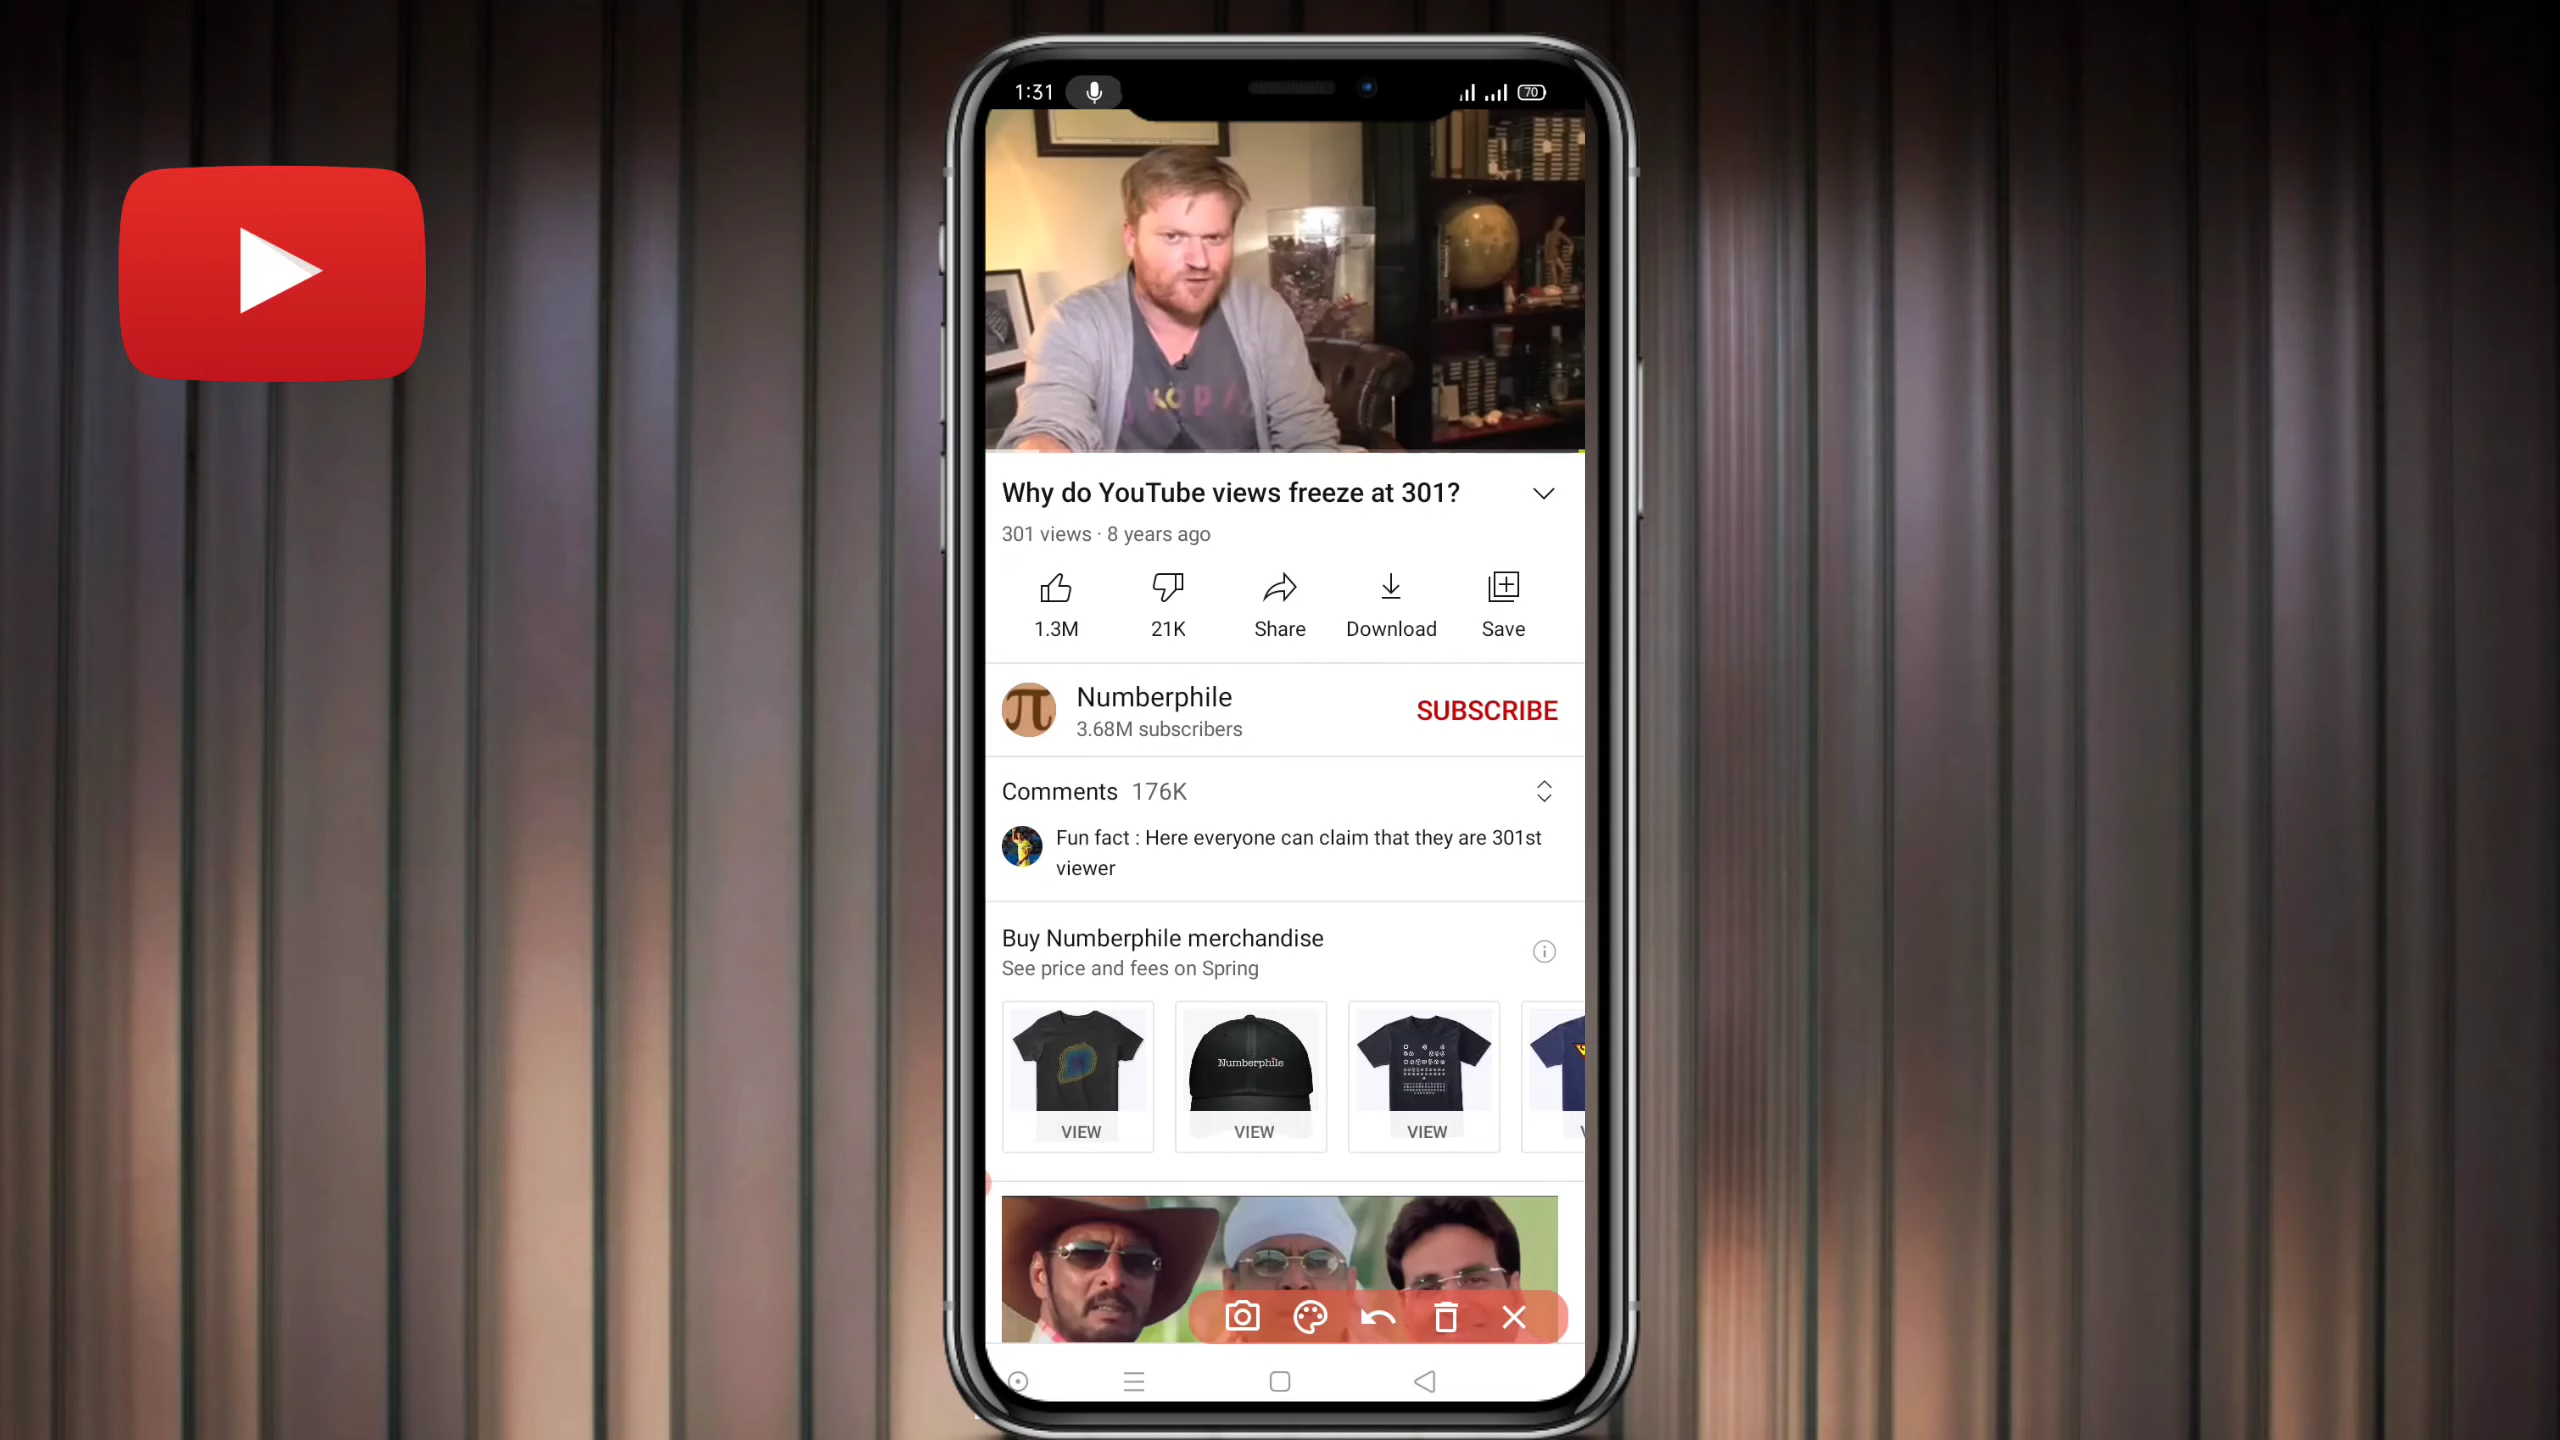 1:31
70
Why do YouTube views freeze at 301?
301 views · 8 years ago
1.3M
21K
Share
Download
Save
Numberphile
3.68M subscribers
SUBSCRIBE
Comments 176K
Fun fact : Here everyone can claim that they are 301st
viewer
Buy Numberphile merchandise
See price and fees on Spring
Numberphile
VIEW
VIEW
VIEW